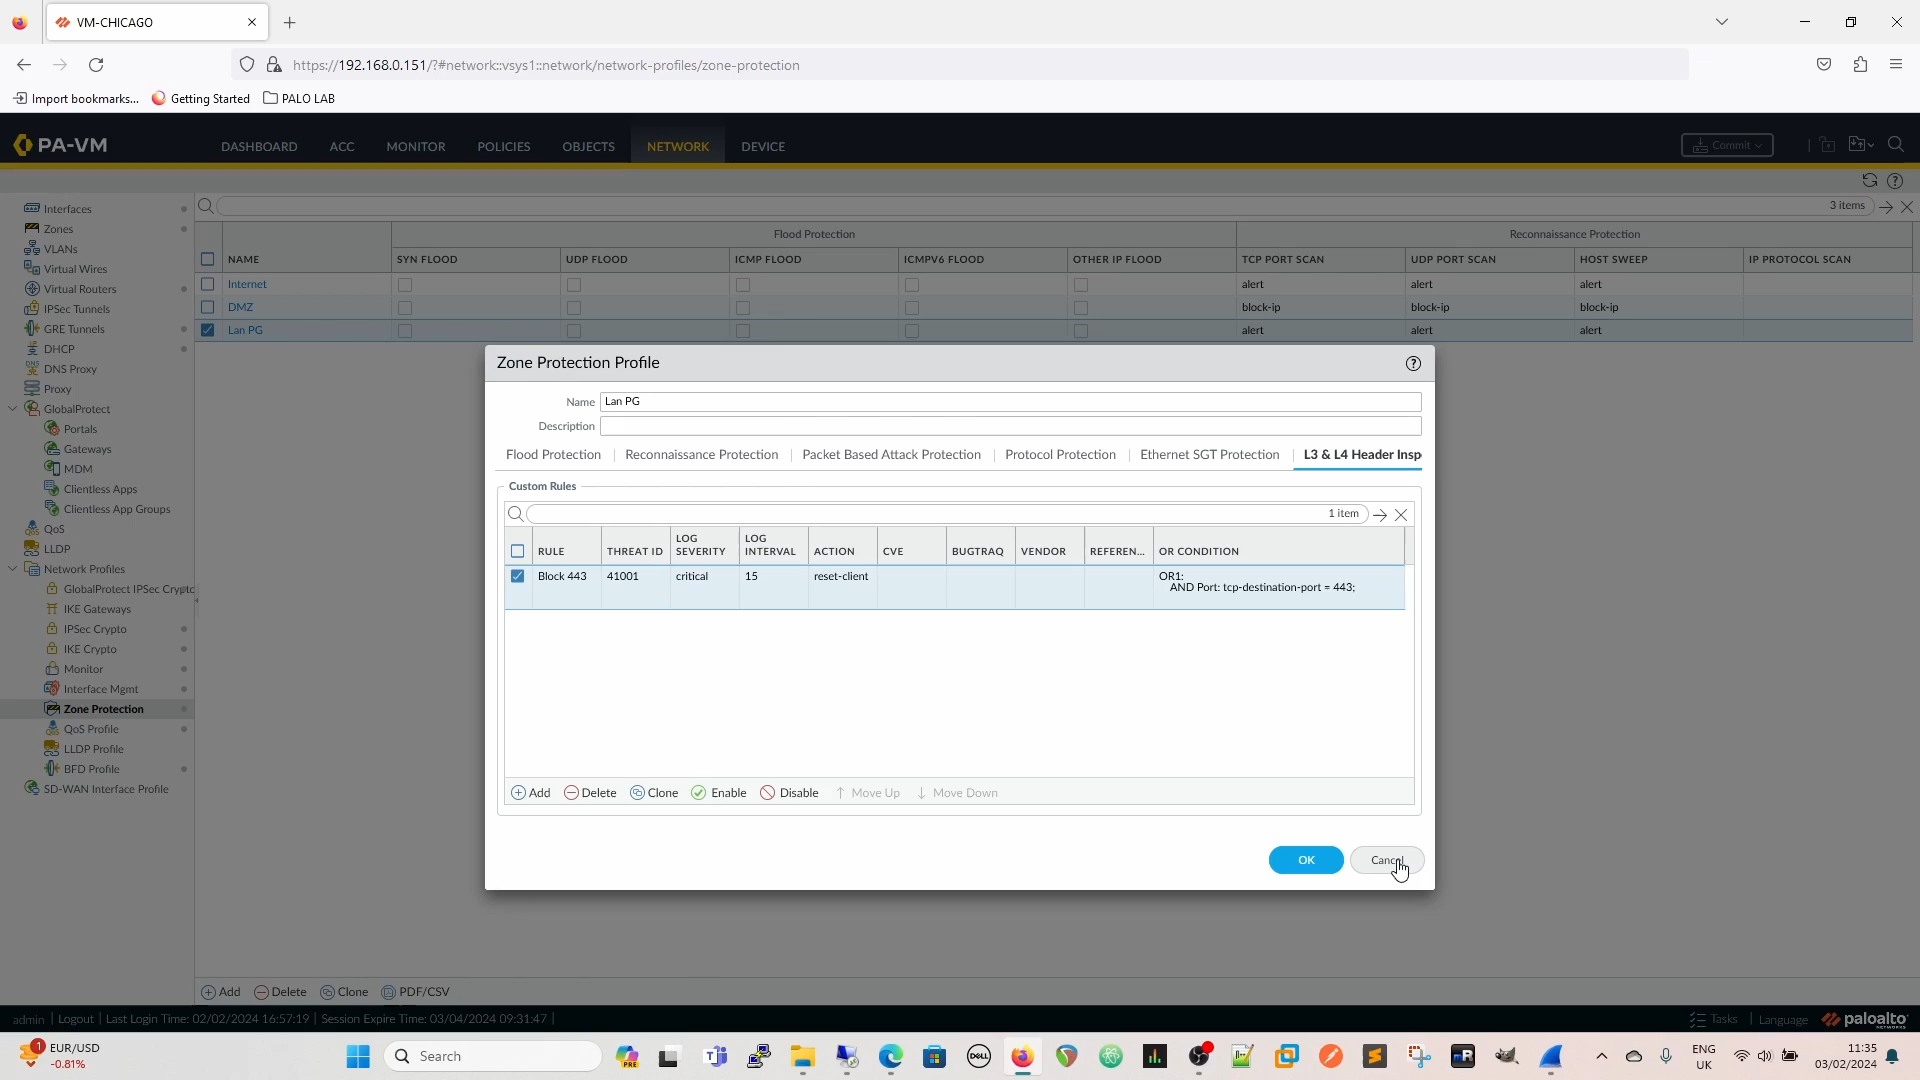 VM-CHICAGO
https://192.168.0.151/?#network::vsys1::network/network-profiles/zone-protection
Import bookmarks... Getting Started PALO LAB
PA-VM DASHBOARD ACC MONITOR POLICIES OBJECTS NETWORK DEVICE Commit
3 items
Interfaces
Zones
VLANs
Virtual Wires
Virtual Routers
IPSec Tunnels
GRE Tunnels
DHCP
DNS Proxy
Proxy
GlobalProtect
Portals
Gateways
MDM
Clientless Apps
Clientless App Groups
QoS
LLDP
Network Profiles
GlobalProtect IPSec Crypto
IKE Gateways
IPSec Crypto
IKE Crypto
Monitor
Interface Mgmt
Zone Protection
QoS Profile
LLDP Profile
BFD Profile
SD-WAN Interface Profile
Flood Protection Reconnaissance Protection
NAME SYN FLOOD UDP FLOOD ICMP FLOOD ICMPV6 FLOOD OTHER IP FLOOD TCP PORT SCAN UDP PORT SCAN HOST SWEEP IP PROTOCOL SCAN
Internet alert alert alert
DMZ block-ip block-ip block-ip
Lan PG alert alert alert
Zone Protection Profile
Name Lan PG
Description
Flood Protection Reconnaissance Protection Packet Based Attack Protection Protocol Protection Ethernet SGT Protection L3 & L4 Header Insp
Custom Rules
1 item
RULE THREAT ID LOG SEVERITY LOG INTERVAL ACTION CVE BUGTRAQ VENDOR REFEREN... OR CONDITION
Block 443 41001 critical 15 reset-client OR1:
AND Port: tcp-destination-port = 443;
Add Delete Clone Enable Disable Move Up Move Down
OK Cancel
Add Delete Clone PDF/CSV
admin | Logout | Last Login Time: 02/02/2024 16:57:19 | Session Expire Time: 03/04/2024 09:31:47 | Tasks | Language paloalto NETWORKS
1 EUR/USD
-0.81%
Search
PRE
DELL
ENG
UK
11:35
03/02/2024